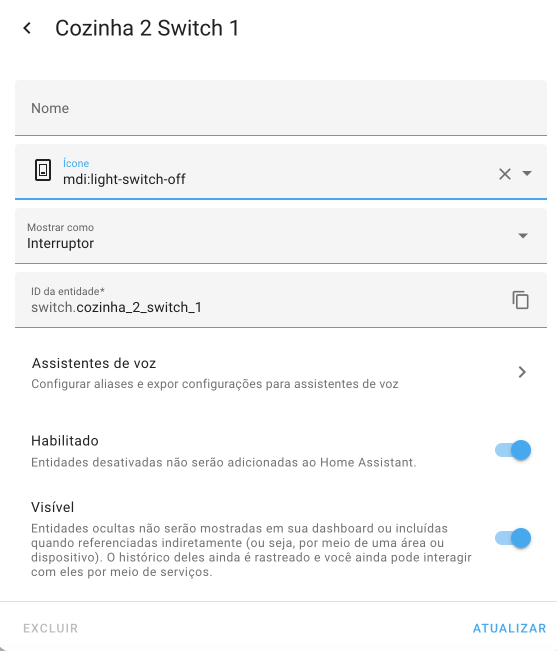 Cozinha 2 Switch 1
Nome
Ícone
mdi:light-switch-off
Mostrar como
Interruptor
ID da entidade*
switch.cozinha_2_switch_1
Assistentes de voz
Configurar aliases e expor configurações para assistentes de voz
Habilitado
Entidades desativadas não serão adicionadas ao Home Assistant.
Visível
Entidades ocultas não serão mostradas em sua dashboard ou incluídas
quando referenciadas indiretamente (ou seja, por meio de uma área ou
dispositivo). O histórico deles ainda é rastreado e você ainda pode interagir
com eles por meio de serviços.
EXCLUIR
ATUALIZAR